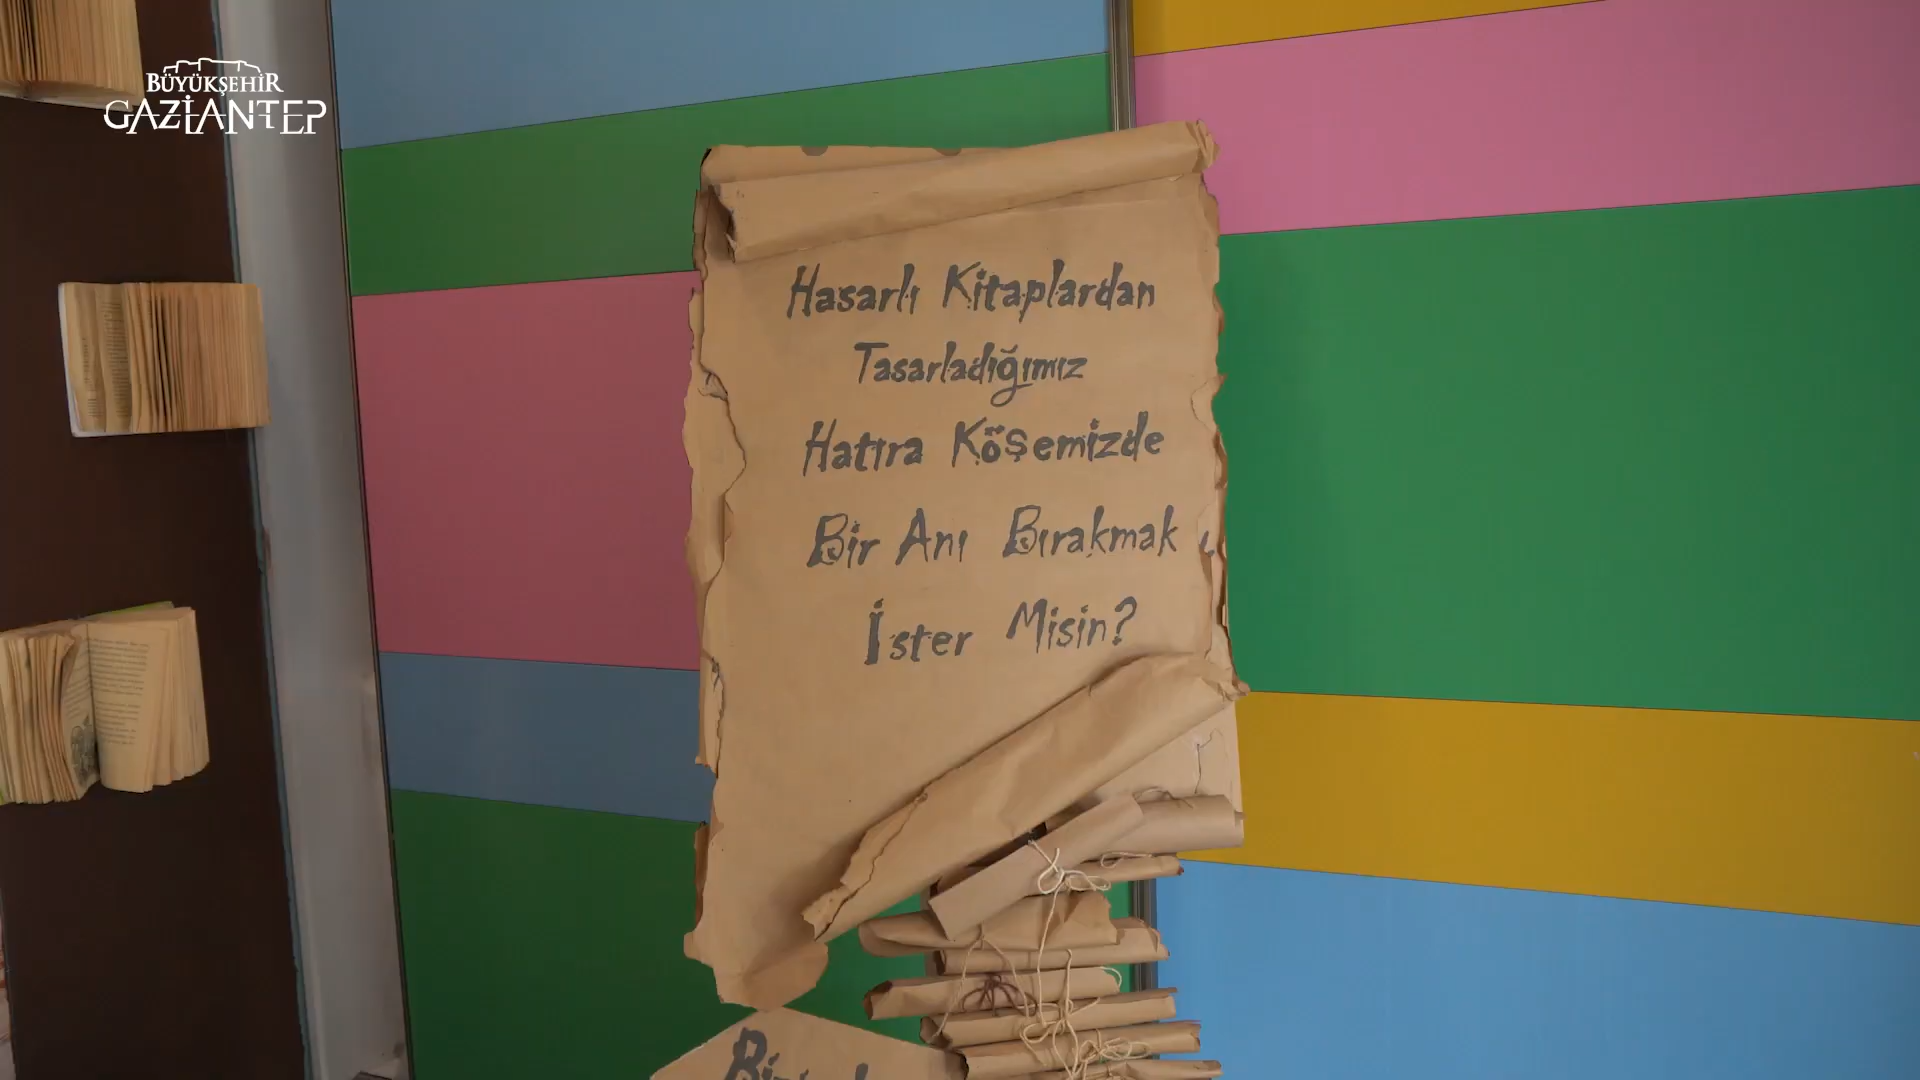 BÜYÜKŞEHİR
GAZİANTEP
Hasarlı Kitaplardan
Tasarladığımız
Hatıra Köşemizde
Bir Anı Bırakmak
İster Misin?